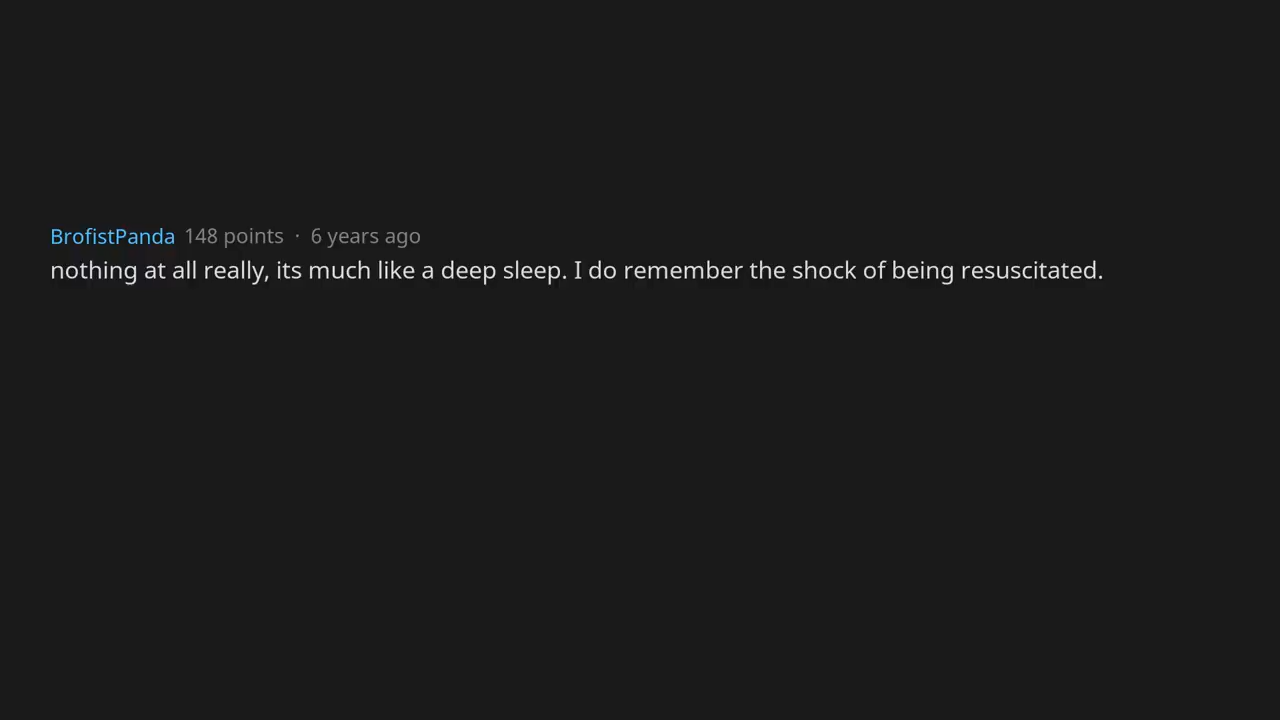 BrofistPanda 148 points · 6 years ago
nothing at all really, its much like a deep sleep. I do remember the shock of being resuscitated.